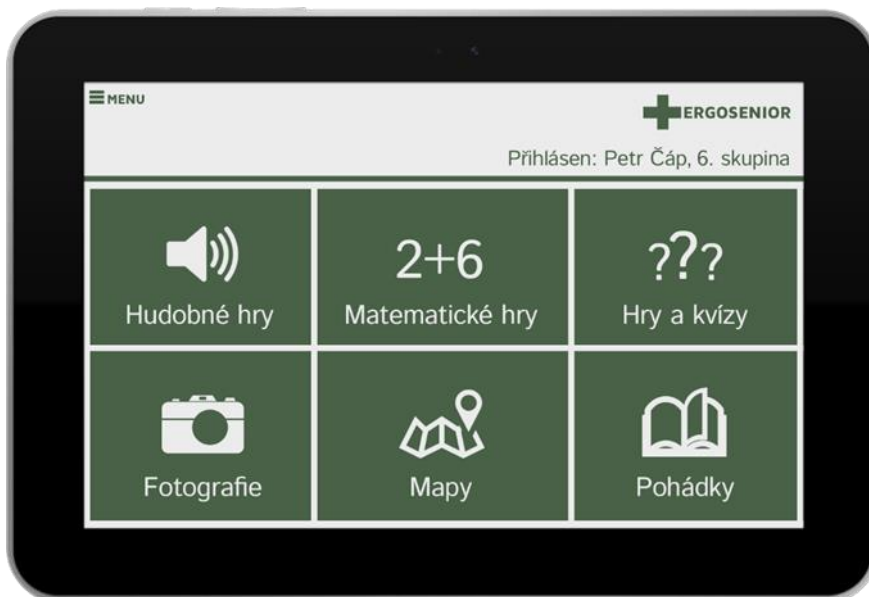 MENU
ERGOSENIOR
Přihlásen: Petr Čáp, 6. skupina
2+6
???
Hudobné hry
Matematické hry
Hry a kvízy
Fotografie
Mapy
Pohádky